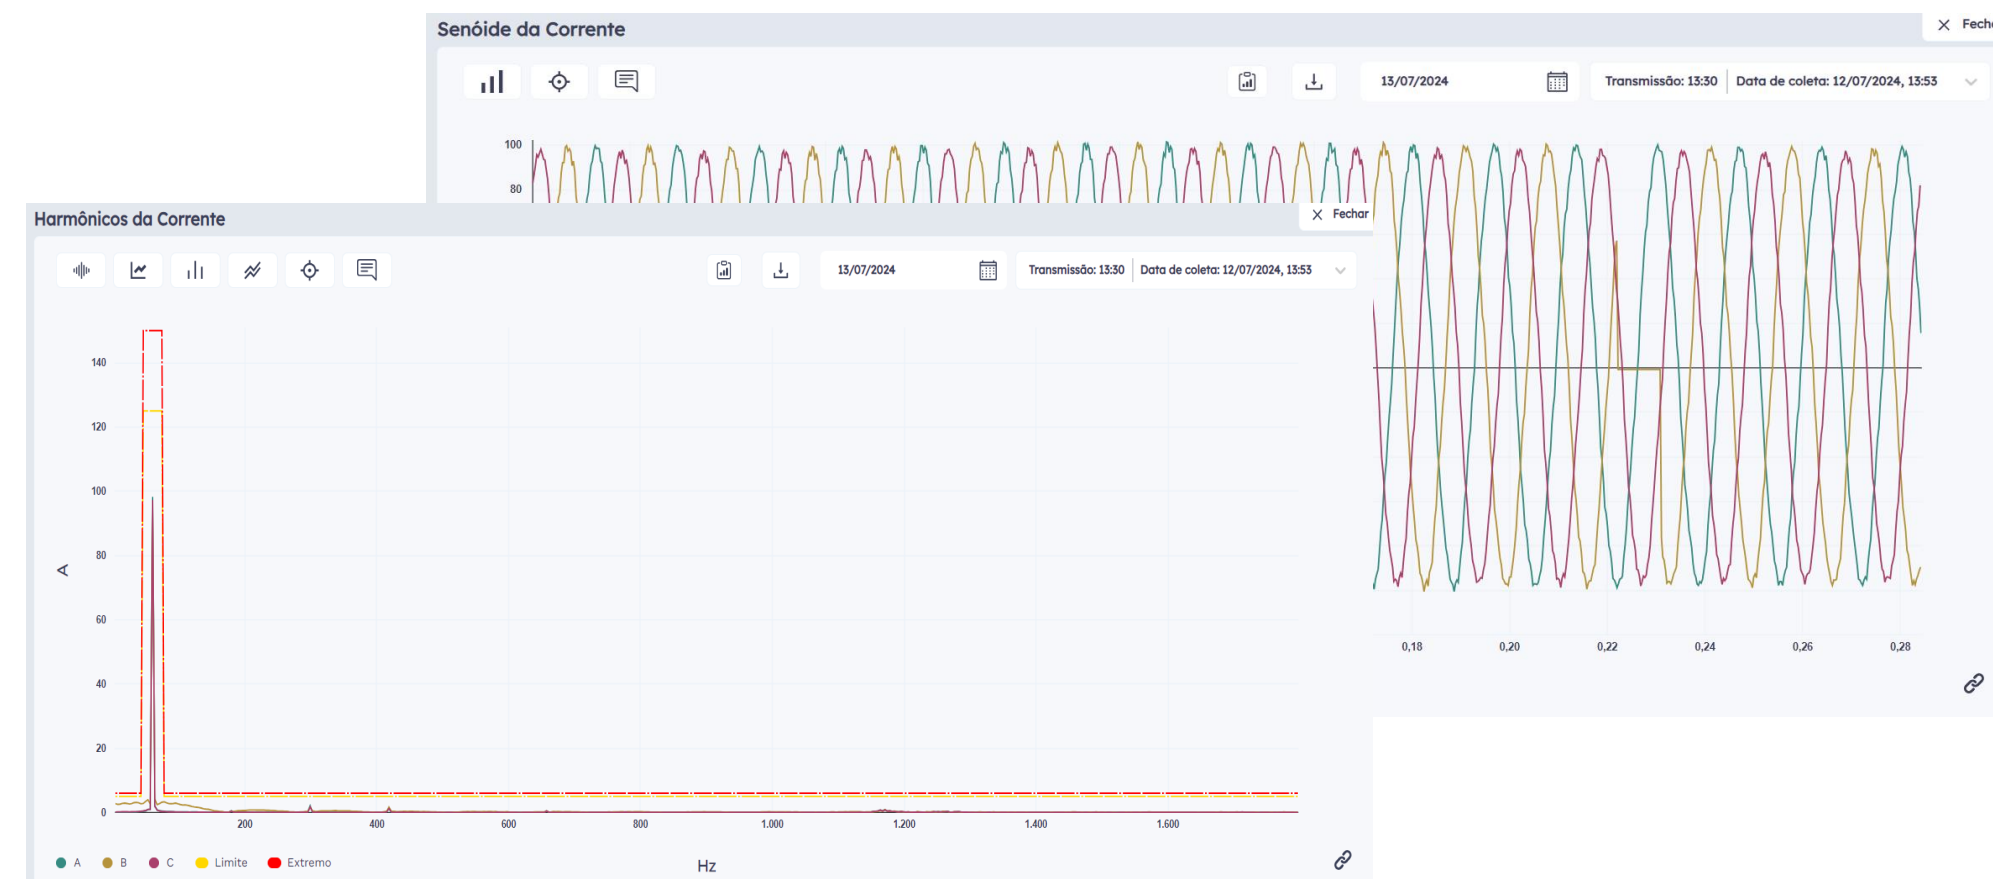 Senóide da Corrente
Fech
13/07/2024
Transmissão: 13:30
Data de coleta: 12/07/2024, 13:53
100
80
0,18
0,20
0,22
0,24
0,26
0,28
Harmônicos da Corrente
Fechar
13/07/2024
Transmissão: 13:30
Data de coleta: 12/07/2024, 13:53
140
120
100
80
60
40
20
0
A
200
400
600
800
1.000
1.200
1.400
1.600
Hz
A
B
C
Limite
Extremo